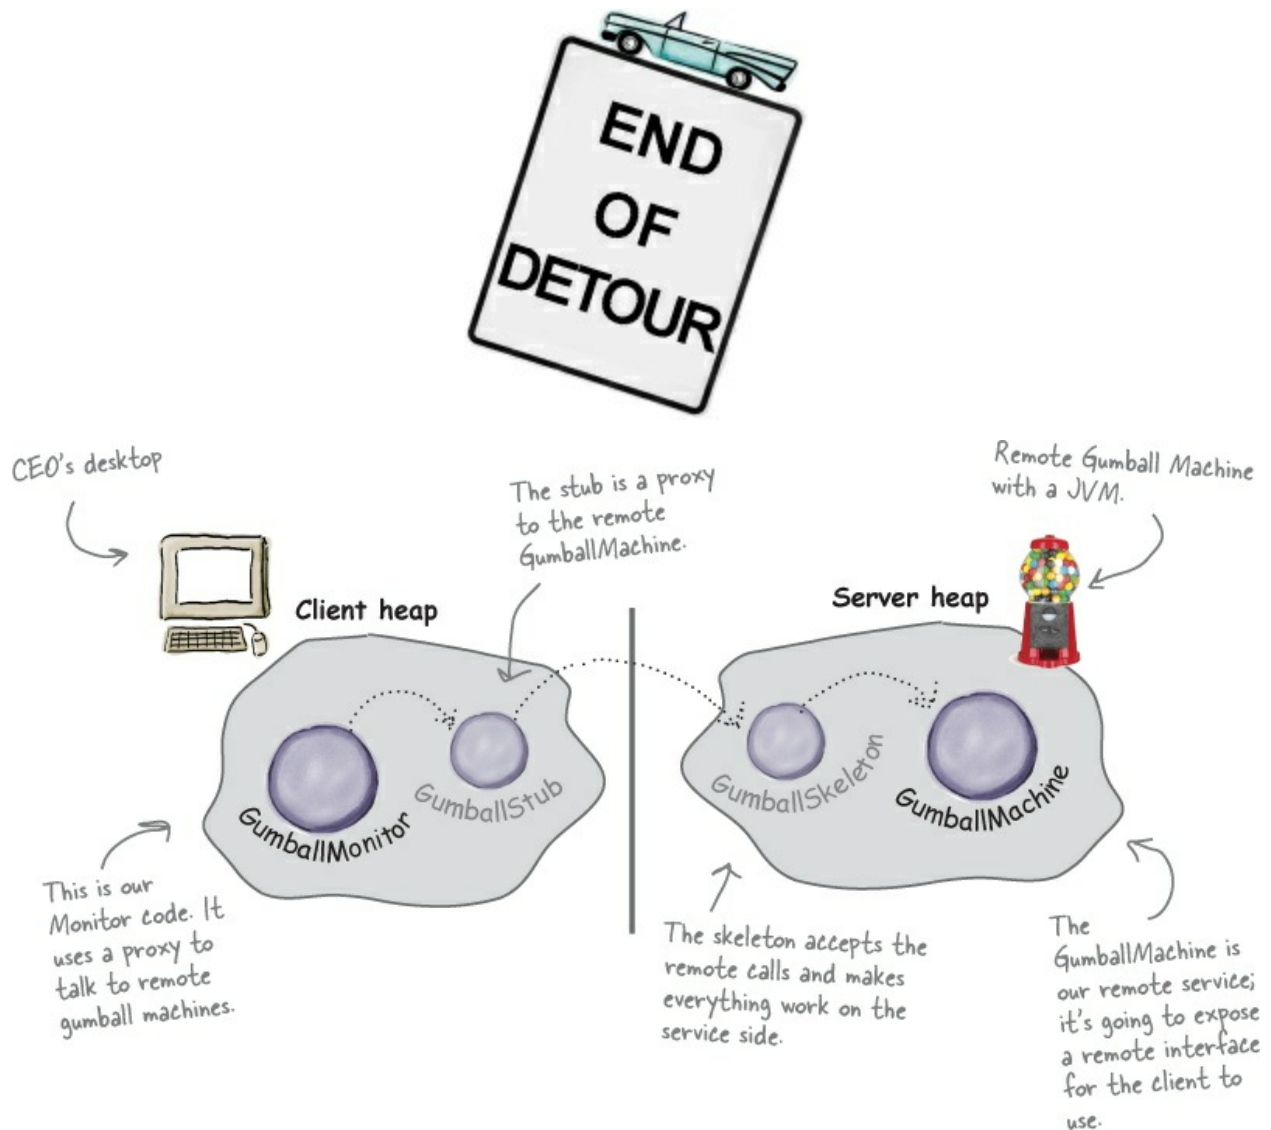 END
OF
DETOUR
CEO's desktop
The stub is a proxy
to the remote
GumballMachine.
Remote Gumball Machine
with a JVM.
Client heap
Server heap
GumballMonitor
GumballStub
GumballSkeleton
GumballMachine
This is our
Monitor code. It
uses a proxy to
talk to remote
gumball machines.
The skeleton accepts the
remote calls and makes
everything work on the
service side.
The
GumballMachine is
our remote service;
it's going to expose
a remote interface
for the client to
use.